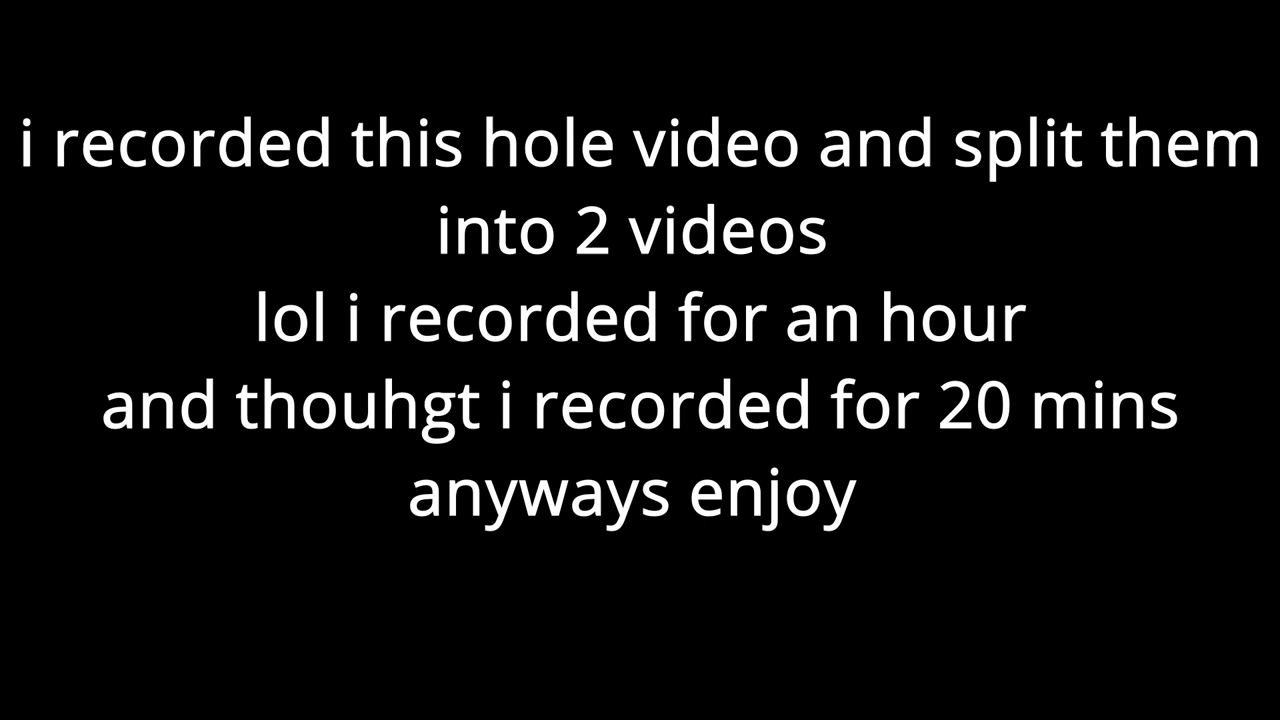 i recorded this hole video and split them
into 2 videos
lol i recorded for an hour
and thouhgt i recorded for 20 mins
anyways enjoy